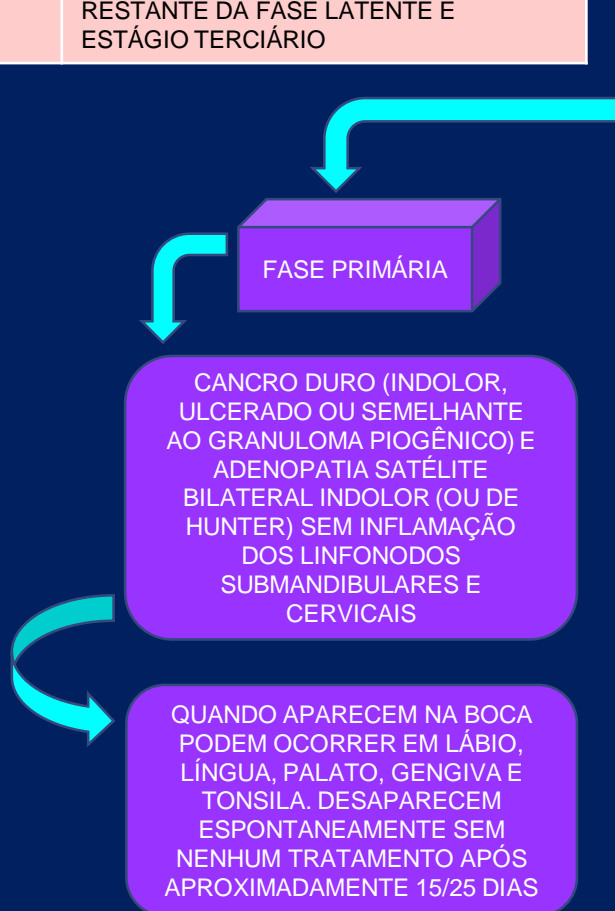 RESTANTE DA FASE LATENTE E
ESTÁGIO TERCIÁRIO
FASE PRIMÁRIA
CANCRO DURO (INDOLOR,
ULCERADO OU SEMELHANTE
AO GRANULOMA PIOGÊNICO) E
ADENOPATIA SATÉLITE
BILATERAL INDOLOR (OU DE
HUNTER) SEM INFLAMAÇÃO
DOS LINFONODOS
SUBMANDIBULARES E
CERVICAIS
QUANDO APARECEM NA BOCA
PODEM OCORRER EM LÁBIO,
LÍNGUA, PALATO, GENGIVA E
TONSILA. DESAPARECEM
ESPONTANEAMENTE SEM
NENHUM TRATAMENTO APÓS
APROXIMADAMENTE 15/25 DIAS